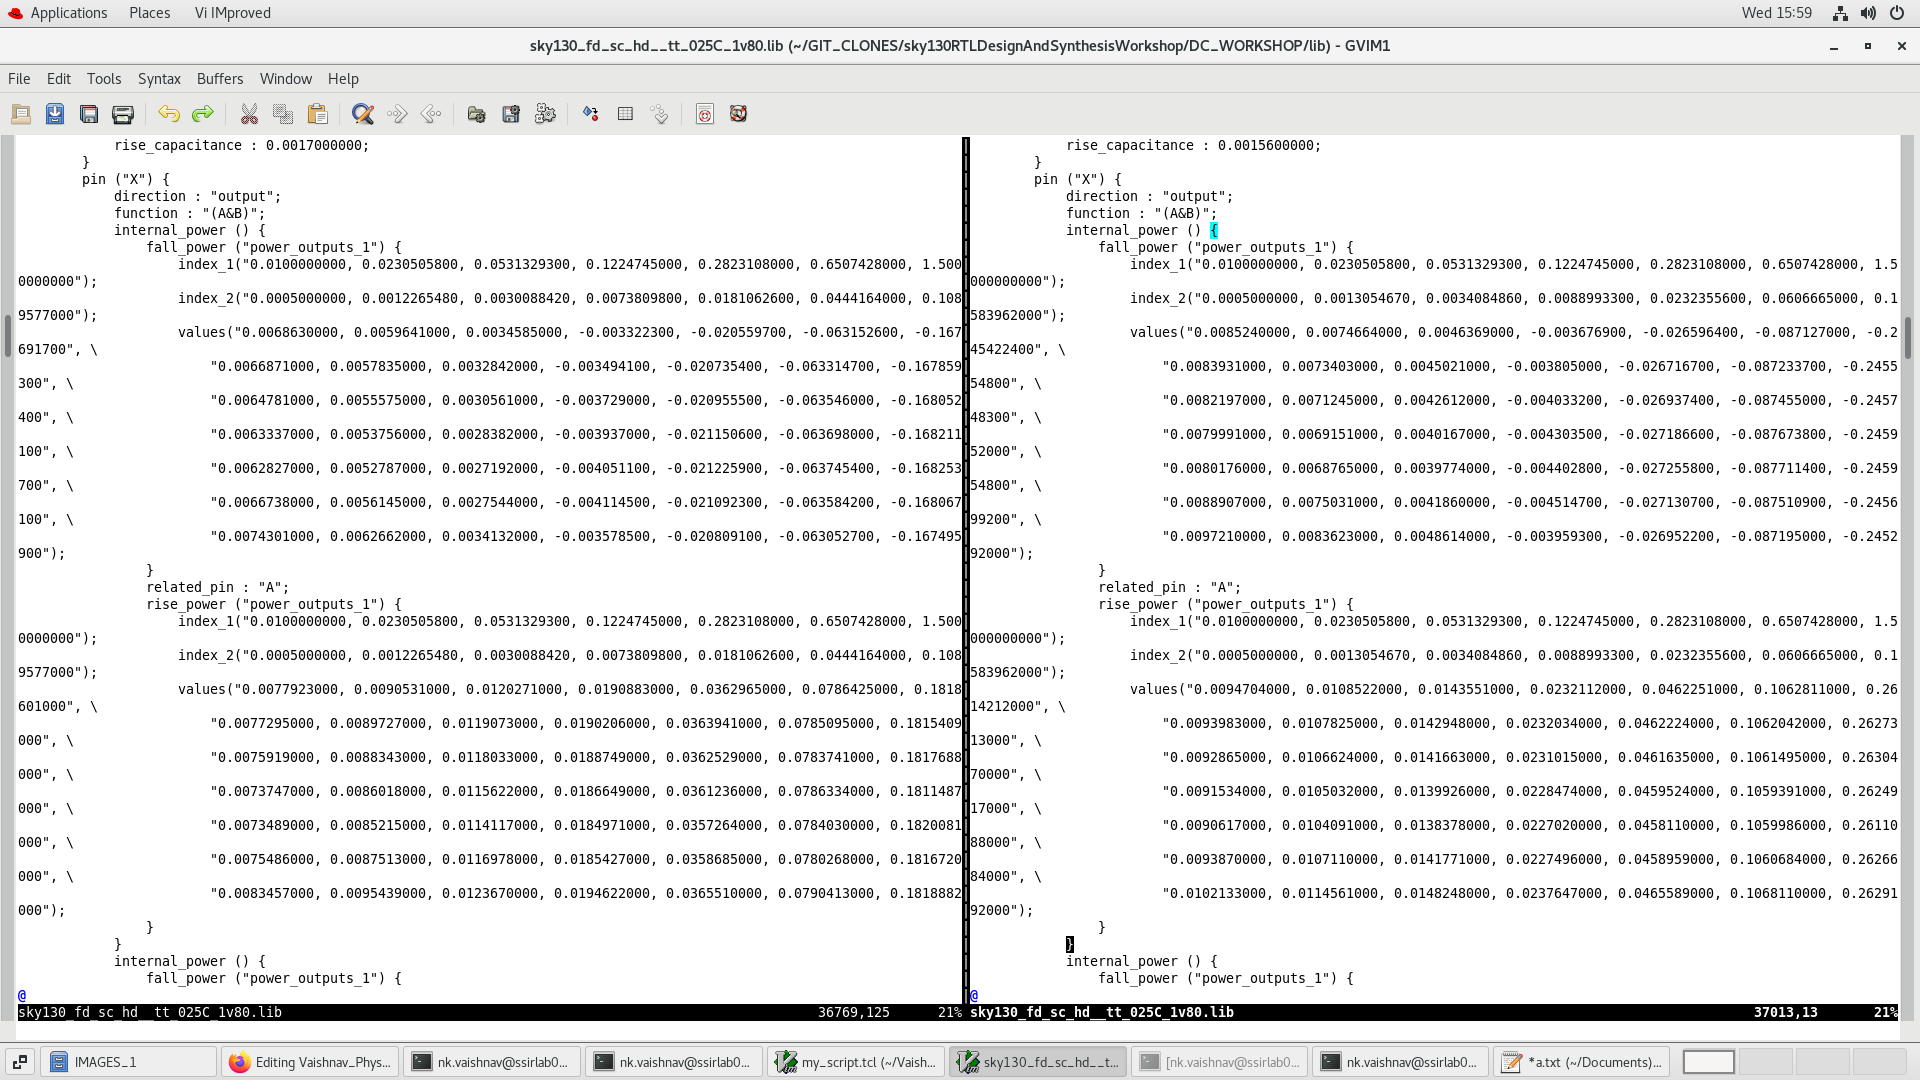 Applications Places Vi IMproved Wed 15:59
sky130_fd_sc_hd__tt_025C_1v80.lib (~/GIT_CLONES/sky130RTLDesignAndSynthesisWorkshop/DC_WORKSHOP/lib) - GVIM1
File Edit Tools Syntax Buffers Window Help
rise_capacitance : 0.0017000000;
}
pin ("X") {
direction : "output";
function : "(A&B)";
internal_power () {
fall_power ("power_outputs_1") {
index_1("0.0100000000, 0.0230505800, 0.0531329300, 0.1224745000, 0.2823108000, 0.6507428000, 1.500
0000000");
index_2("0.0005000000, 0.0012265480, 0.0030088420, 0.0073809800, 0.0181062600, 0.0444164000, 0.108
9577000");
values("0.0068630000, 0.0059641000, 0.0034585000, -0.003322300, -0.020559700, -0.063152600, -0.167
691700", \
"0.0066871000, 0.0057835000, 0.0032842000, -0.003494100, -0.020735400, -0.063314700, -0.167859
300", \
"0.0064781000, 0.0055575000, 0.0030561000, -0.003729000, -0.020955500, -0.063546000, -0.168052
400", \
"0.0063337000, 0.0053756000, 0.0028382000, -0.003937000, -0.021150600, -0.063698000, -0.168211
100", \
"0.0062827000, 0.0052787000, 0.0027192000, -0.004051100, -0.021225900, -0.063745400, -0.168253
700", \
"0.0066738000, 0.0056145000, 0.0027544000, -0.004114500, -0.021092300, -0.063584200, -0.168067
100", \
"0.0074301000, 0.0062662000, 0.0034132000, -0.003578500, -0.020809100, -0.063052700, -0.167495
900");
}
related_pin : "A";
rise_power ("power_outputs_1") {
index_1("0.0100000000, 0.0230505800, 0.0531329300, 0.1224745000, 0.2823108000, 0.6507428000, 1.500
0000000");
index_2("0.0005000000, 0.0012265480, 0.0030088420, 0.0073809800, 0.0181062600, 0.0444164000, 0.108
9577000");
values("0.0077923000, 0.0090531000, 0.0120271000, 0.0190883000, 0.0362965000, 0.0786425000, 0.1818
601000", \
"0.0077295000, 0.0089727000, 0.0119073000, 0.0190206000, 0.0363941000, 0.0785095000, 0.1815409
000", \
"0.0075919000, 0.0088343000, 0.0118033000, 0.0188749000, 0.0362529000, 0.0783741000, 0.1817688
000", \
"0.0073747000, 0.0086018000, 0.0115622000, 0.0186649000, 0.0361236000, 0.0786334000, 0.1811487
000", \
"0.0073489000, 0.0085215000, 0.0114117000, 0.0184971000, 0.0357264000, 0.0784030000, 0.1820081
000", \
"0.0075486000, 0.0087513000, 0.0116978000, 0.0185427000, 0.0358685000, 0.0780268000, 0.1816720
000", \
"0.0083457000, 0.0095439000, 0.0123670000, 0.0194622000, 0.0365510000, 0.0790413000, 0.1818882
000");
}
}
internal_power () {
fall_power ("power_outputs_1") {
@
sky130_fd_sc_hd__tt_025C_1v80.lib 36769,125 21%
rise_capacitance : 0.0015600000;
}
pin ("X") {
direction : "output";
function : "(A&B)";
internal_power () {
fall_power ("power_outputs_1") {
index_1("0.0100000000, 0.0230505800, 0.0531329300, 0.1224745000, 0.2823108000, 0.6507428000, 1.5
000000000");
index_2("0.0005000000, 0.0013054670, 0.0034084860, 0.0088993300, 0.0232355600, 0.0606665000, 0.1
583962000");
values("0.0085240000, 0.0074664000, 0.0046369000, -0.003676900, -0.026596400, -0.087127000, -0.2
45422400", \
"0.0083931000, 0.0073403000, 0.0045021000, -0.003805000, -0.026716700, -0.087233700, -0.2455
54800", \
"0.0082197000, 0.0071245000, 0.0042612000, -0.004033200, -0.026937400, -0.087455000, -0.2457
48300", \
"0.0079991000, 0.0069151000, 0.0040167000, -0.004303500, -0.027186600, -0.087673800, -0.2459
52000", \
"0.0080176000, 0.0068765000, 0.0039774000, -0.004402800, -0.027255800, -0.087711400, -0.2459
54800", \
"0.0088907000, 0.0075031000, 0.0041860000, -0.004514700, -0.027130700, -0.087510900, -0.2456
99200", \
"0.0097210000, 0.0083623000, 0.0048614000, -0.003959300, -0.026952200, -0.087195000, -0.2452
92000");
}
related_pin : "A";
rise_power ("power_outputs_1") {
index_1("0.0100000000, 0.0230505800, 0.0531329300, 0.1224745000, 0.2823108000, 0.6507428000, 1.5
000000000");
index_2("0.0005000000, 0.0013054670, 0.0034084860, 0.0088993300, 0.0232355600, 0.0606665000, 0.1
583962000");
values("0.0094704000, 0.0108522000, 0.0143551000, 0.0232112000, 0.0462251000, 0.1062811000, 0.26
14212000", \
"0.0093983000, 0.0107825000, 0.0142948000, 0.0232034000, 0.0462224000, 0.1062042000, 0.26273
13000", \
"0.0092865000, 0.0106624000, 0.0141663000, 0.0231015000, 0.0461635000, 0.1061495000, 0.26304
70000", \
"0.0091534000, 0.0105032000, 0.0139926000, 0.0228474000, 0.0459524000, 0.1059391000, 0.26249
17000", \
"0.0090617000, 0.0104091000, 0.0138378000, 0.0227020000, 0.0458110000, 0.1059986000, 0.26110
88000", \
"0.0093870000, 0.0107110000, 0.0141771000, 0.0227496000, 0.0458959000, 0.1060684000, 0.26266
84000", \
"0.0102133000, 0.0114561000, 0.0148248000, 0.0237647000, 0.0465589000, 0.1068110000, 0.26291
92000");
}
}
internal_power () {
fall_power ("power_outputs_1") {
@
sky130_fd_sc_hd__tt_025C_1v80.lib 37013,13 21%
IMAGES_1 Editing Vaishnav_Phys... nk.vaishnav@ssirlab0... nk.vaishnav@ssirlab0... my_script.tcl (~/Vaish... sky130_fd_sc_hd__t... [nk.vaishnav@ssirlab0... nk.vaishnav@ssirlab0... *a.txt (~/Documents)...